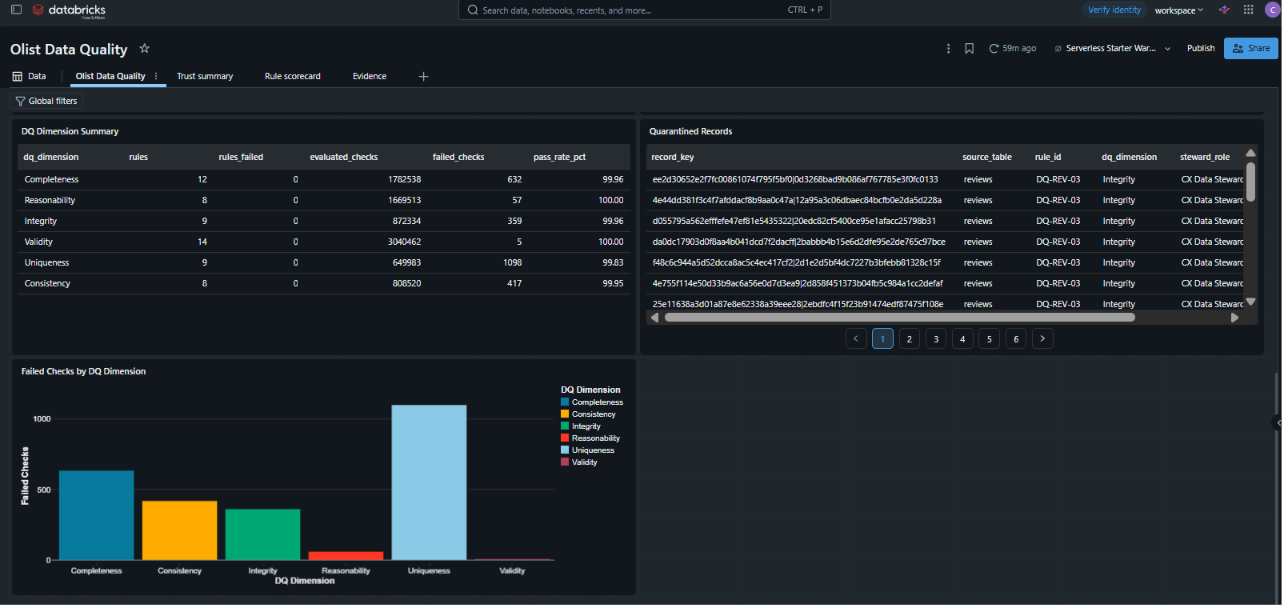 databricks
Free Edition
Search data, notebooks, recents, and more...
CTRL + P
Verify identity
workspace
C
Olist Data Quality
59m ago
Serverless Starter War...
Publish
Share
Data
Olist Data Quality
Trust summary
Rule scorecard
Evidence
Global filters
DQ Dimension Summary
dq_dimension rules rules_failed evaluated_checks failed_checks pass_rate_pct
Completeness 12 0 1782538 632 99.96
Reasonability 8 0 1669513 57 100.00
Integrity 9 0 872334 359 99.96
Validity 14 0 3040462 5 100.00
Uniqueness 9 0 649983 1098 99.83
Consistency 8 0 808520 417 99.95
Quarantined Records
record_key source_table rule_id dq_dimension steward_role
ee2d30652e2f7fc00861074f795f5bf0|0d3268bad9b086af767785e3f0fc0133 reviews DQ-REV-03 Integrity CX Data Steward
4e44dd381f3c4f7afddacf8b9aa0c47a|12a95a3c06dbaec84bcfb0e2da5d228a reviews DQ-REV-03 Integrity CX Data Steward
d055795a562efffefe47ef81e5435322|20edc82cf5400ce95e1afacc25798b31 reviews DQ-REV-03 Integrity CX Data Steward
da0dc17903d0f8aa4b041dcd7f2dacff|2babbb4b15e6d2dfe95e2de765c97bce reviews DQ-REV-03 Integrity CX Data Steward
f48c6c944a5d52dcca8ac5c4ec417cf2|2d1e2d5bf4dc7227b3bfebb81328c15f reviews DQ-REV-03 Integrity CX Data Steward
4e755f114e50d33b9ac6a56e0d7d3ea9|2d858f451373b04fb5c984a1cc2defaf reviews DQ-REV-03 Integrity CX Data Steward
25e11638a3d01a87e8e62338a39eee28|2ebdfc4f15f23b91474edf87475f108e reviews DQ-REV-03 Integrity CX Data Steward
1 2 3 4 5 6
Failed Checks by DQ Dimension
Failed Checks
1000
500
0
Completeness Consistency Integrity Reasonability Uniqueness Validity
DQ Dimension
DQ Dimension
Completeness
Consistency
Integrity
Reasonability
Uniqueness
Validity